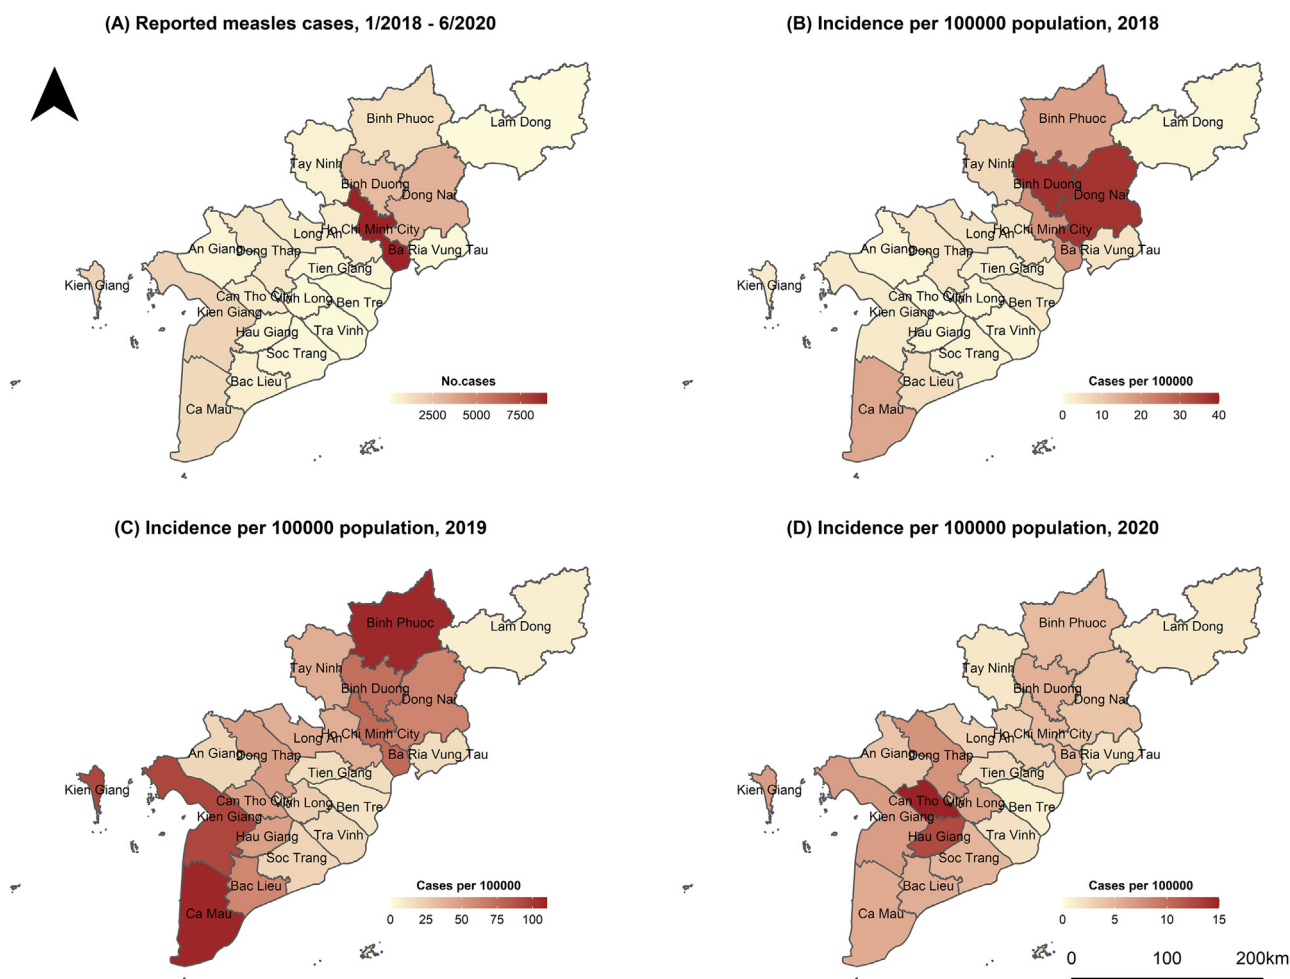 (A) Reported measles cases, 1/2018 - 6/2020
Binh Phuoc
Lam Dong
Tay Ninh
Binh Duong
Dong Nai
Long An
Ho Chi Minh City
An Giang
Dong Thap
Ba Ria Vung Tau
Tien Giang
Kien Giang
Can Tho City
Vinh Long
Ben Tre
Kien Giang
Hau Giang
Tra Vinh
Soc Trang
Bac Lieu
Ca Mau
No.cases
2500 5000 7500
(B) Incidence per 100000 population, 2018
Binh Phuoc
Lam Dong
Tay Ninh
Binh Duong
Dong Nai
Long An
Ho Chi Minh City
An Giang
Dong Thap
Ba Ria Vung Tau
Tien Giang
Kien Giang
Can Tho City
Vinh Long
Ben Tre
Kien Giang
Hau Giang
Tra Vinh
Soc Trang
Bac Lieu
Ca Mau
Cases per 100000
0 10 20 30 40
(C) Incidence per 100000 population, 2019
Binh Phuoc
Lam Dong
Tay Ninh
Binh Duong
Dong Nai
Long An
Ho Chi Minh City
An Giang
Dong Thap
Ba Ria Vung Tau
Tien Giang
Kien Giang
Can Tho City
Vinh Long
Ben Tre
Kien Giang
Hau Giang
Tra Vinh
Soc Trang
Bac Lieu
Ca Mau
Cases per 100000
0 25 50 75 100
(D) Incidence per 100000 population, 2020
Binh Phuoc
Lam Dong
Tay Ninh
Binh Duong
Dong Nai
Long An
Ho Chi Minh City
An Giang
Dong Thap
Ba Ria Vung Tau
Tien Giang
Kien Giang
Can Tho City
Vinh Long
Ben Tre
Kien Giang
Hau Giang
Tra Vinh
Soc Trang
Bac Lieu
Ca Mau
Cases per 100000
0 5 10 15
0 100 200km